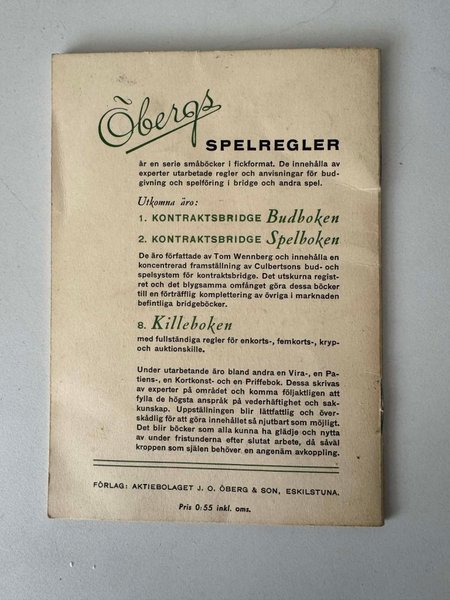 Öbergs
SPELREGLER
är en serie småböcker i fickformat. De innehålla av
experter utarbetade regler och anvisningar för bud-
givning och spelföring i bridge och andra spel.
Utkomna äro:
1. KONTRAKTSBRIDGE Budboken
2. KONTRAKTSBRIDGE Spelboken
De äro författade av Tom Wennberg och innehålla en
koncentrerad framställning av Culbertsons bud- och
spelsystem för kontraktsbridge. Det utskurna regist-
ret och det blygsamma omfånget göra dessa böcker
till en förträfflig komplettering av övriga i marknaden
befintliga bridgeböcker.
8. Killeboken
med fullständiga regler för enkorts-, femkorts-, kryp-
och auktionskille.
Under utarbetande äro bland andra en Vira-, en Pa-
tiens-, en Kortkonst- och en Priffebok. Dessa skrivas
av experter på området och komma följaktligen att
fylla de högsta anspråk på vederhäftighet och sak-
kunskap. Uppställningen blir lättfattlig och över-
skådlig för att göra innehållet så njutbart som möjligt.
Det blir böcker som alla kunna ha glädje och nytta
av under fristunderna efter slutat arbete, då såväl
kroppen som själen behöver en angenäm avkoppling.
FÖRLAG: AKTIEBOLAGET J. O. ÖBERG & SON, ESKILSTUNA.
Pris 0:55 inkl. oms.